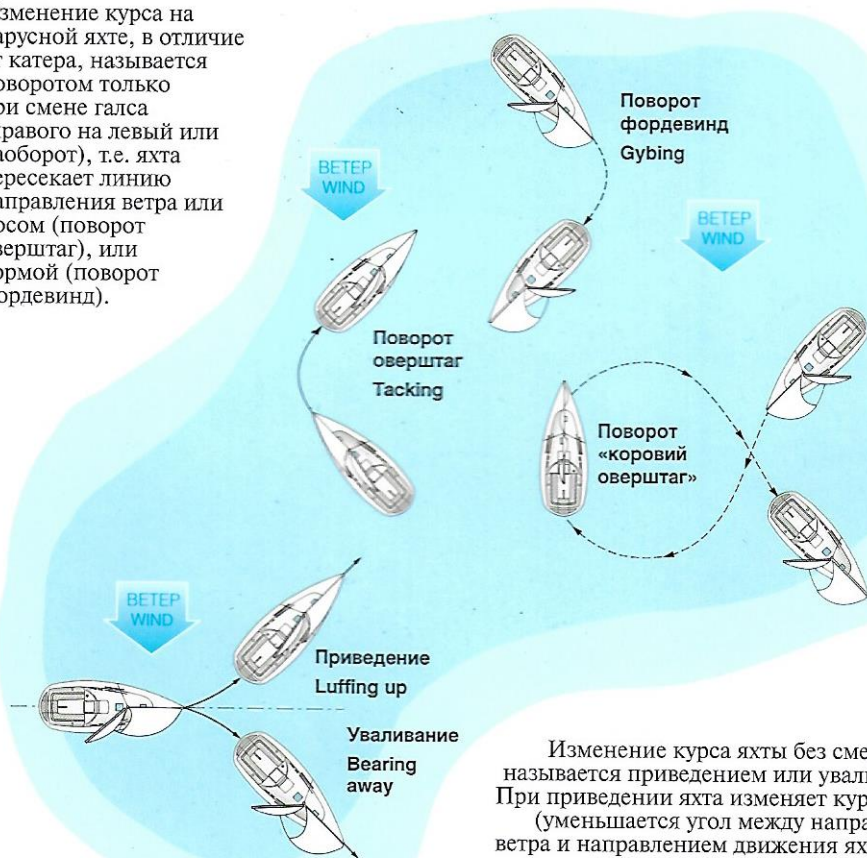 зменение курса на
арусной яхте, в отличие
т катера, называется
оворотом только
ри смене галса
правого на левый или
аоборот), т.е. яхта
ересекает линию
аправления ветра или
осом (поворот
верштаг), или
ормой (поворот
ордевинд).
Поворот
фордевинд
Gybing
ВЕТЕР
WIND
ВЕТЕР
WIND
Поворот
оверштаг
Tacking
Поворот
«коровий
оверштаг»
ВЕТЕР
WIND
Приведение
Luffing up
Уваливание
Bearing
away
Изменение курса яхты без сме
называется приведением или ували
При приведении яхта изменяет кур
(уменьшается угол между напра
ветра и направлением движения ях